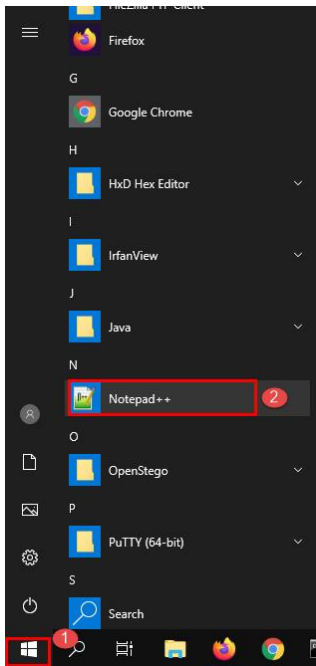 Firefox
G
Google Chrome
H
HxD Hex Editor
I
IrfanView
J
Java
N
Notepad++
2
O
OpenStego
P
PuTTY (64-bit)
S
Search
1